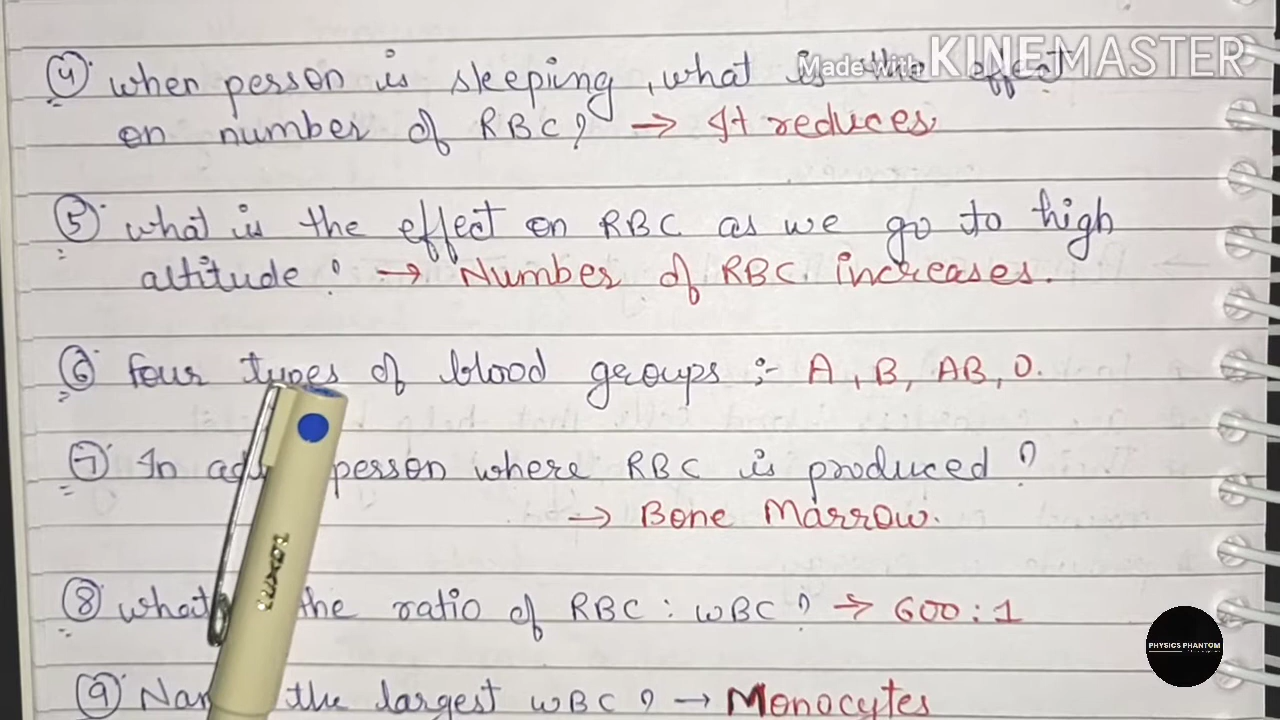 ④ when person is sleeping, what is the effect
Made with KINEMASTER
on number of RBC? → It reduces.
⑤ what is the effect on RBC as we go to high
altitude? → Number of RBC increases.
⑥ four types of blood groups :- A, B, AB, O.
⑦ In person where RBC is produced?
→ Bone Marrow.
LUXOR
⑧ what the ratio of RBC : WBC? → 600 : 1
PHYSICS PHANTOM
⑨ the largest WBC? → Monocytes